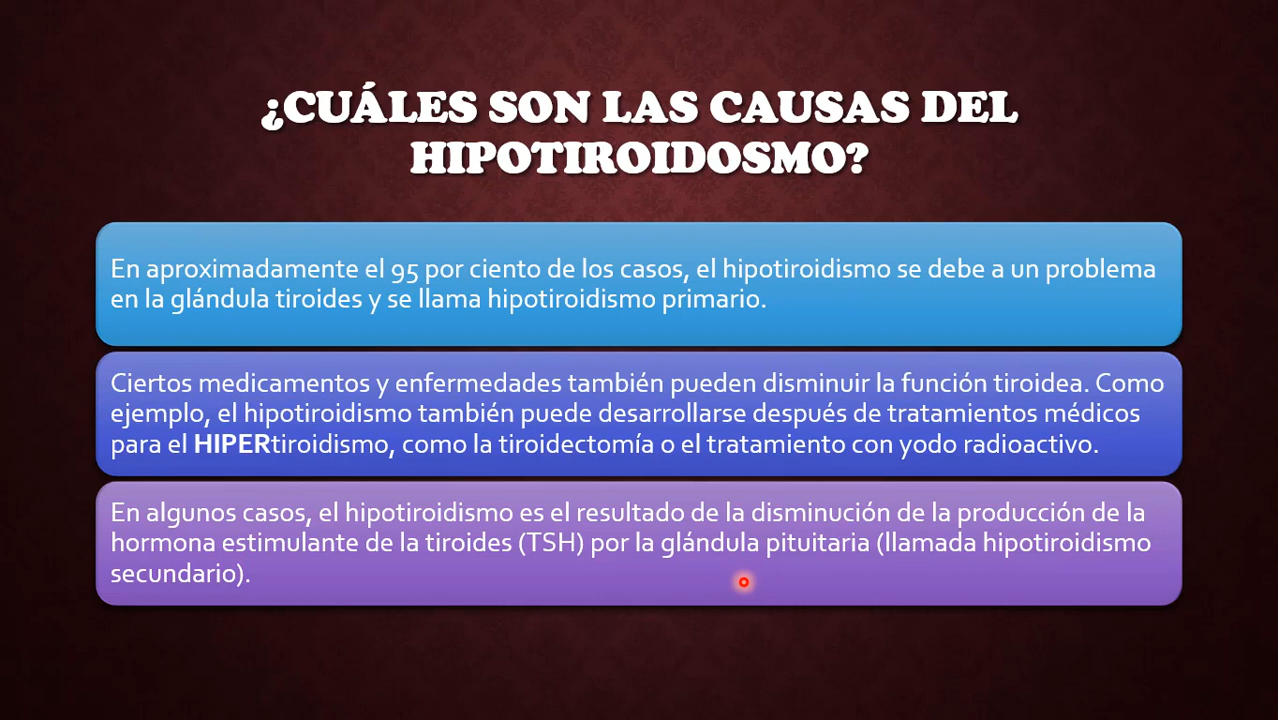 ¿CUÁLES SON LAS CAUSAS DEL
HIPOTIROIDOSMO?
En aproximadamente el 95 por ciento de los casos, el hipotiroidismo se debe a un problema
en la glándula tiroides y se llama hipotiroidismo primario.
Ciertos medicamentos y enfermedades también pueden disminuir la función tiroidea. Como
ejemplo, el hipotiroidismo también puede desarrollarse después de tratamientos médicos
para el HIPERtiroidismo, como la tiroidectomía o el tratamiento con yodo radioactivo.
En algunos casos, el hipotiroidismo es el resultado de la disminución de la producción de la
hormona estimulante de la tiroides (TSH) por la glándula pituitaria (llamada hipotiroidismo
secundario).